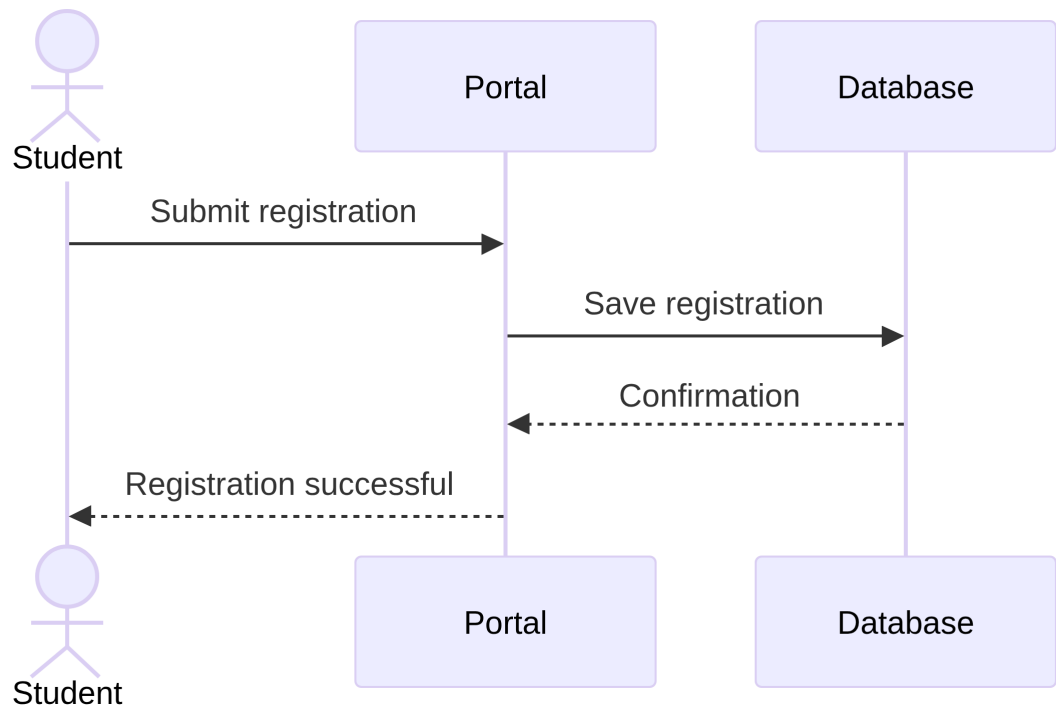 Portal
Database
Student
Submit registration
Save registration
Confirmation
Registration successful
Portal
Database
Student